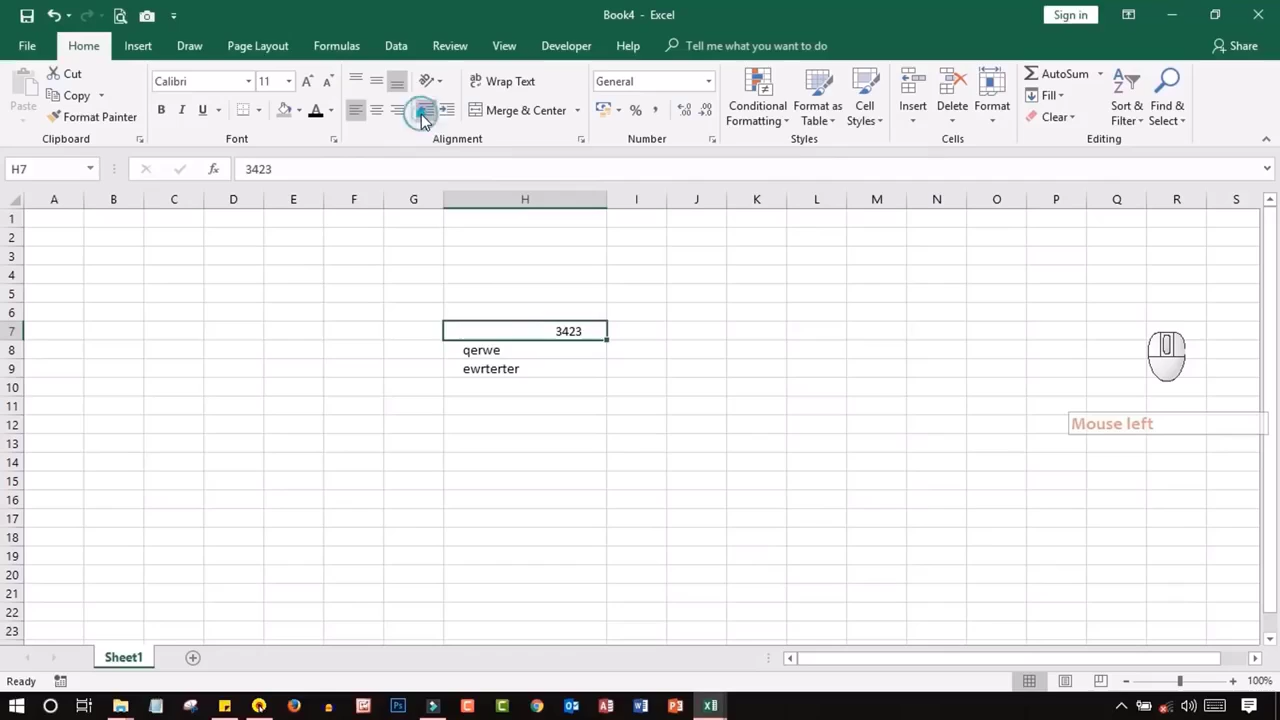 Book4 - Excel
Sign in
File Home Insert Draw Page Layout Formulas Data Review View Developer Help Tell me what you want to do Share
Paste
Cut
Copy
Format Painter
Clipboard
Calibri 11
B I U A
Font
Wrap Text
Merge & Center
Alignment
General
%
Number
Conditional Formatting
Format as Table
Cell Styles
Styles
Insert
Delete
Format
Cells
AutoSum
Fill
Clear
Sort & Filter
Find & Select
Editing
H7 fx 3423
A B C D E F G H I J K L M N O P Q R S
1
2
3
4
5
6
7 3423
8 qerwe
9 ewrterter
10
11
12
13
14
15
16
17
18
19
20
21
22
23
Mouse left
Sheet1
Ready
100%